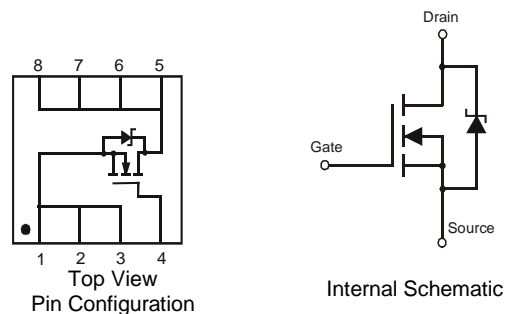 8 7 6 5
1 2 3 4
Top View
Pin Configuration
Drain
Gate
Source
Internal Schematic